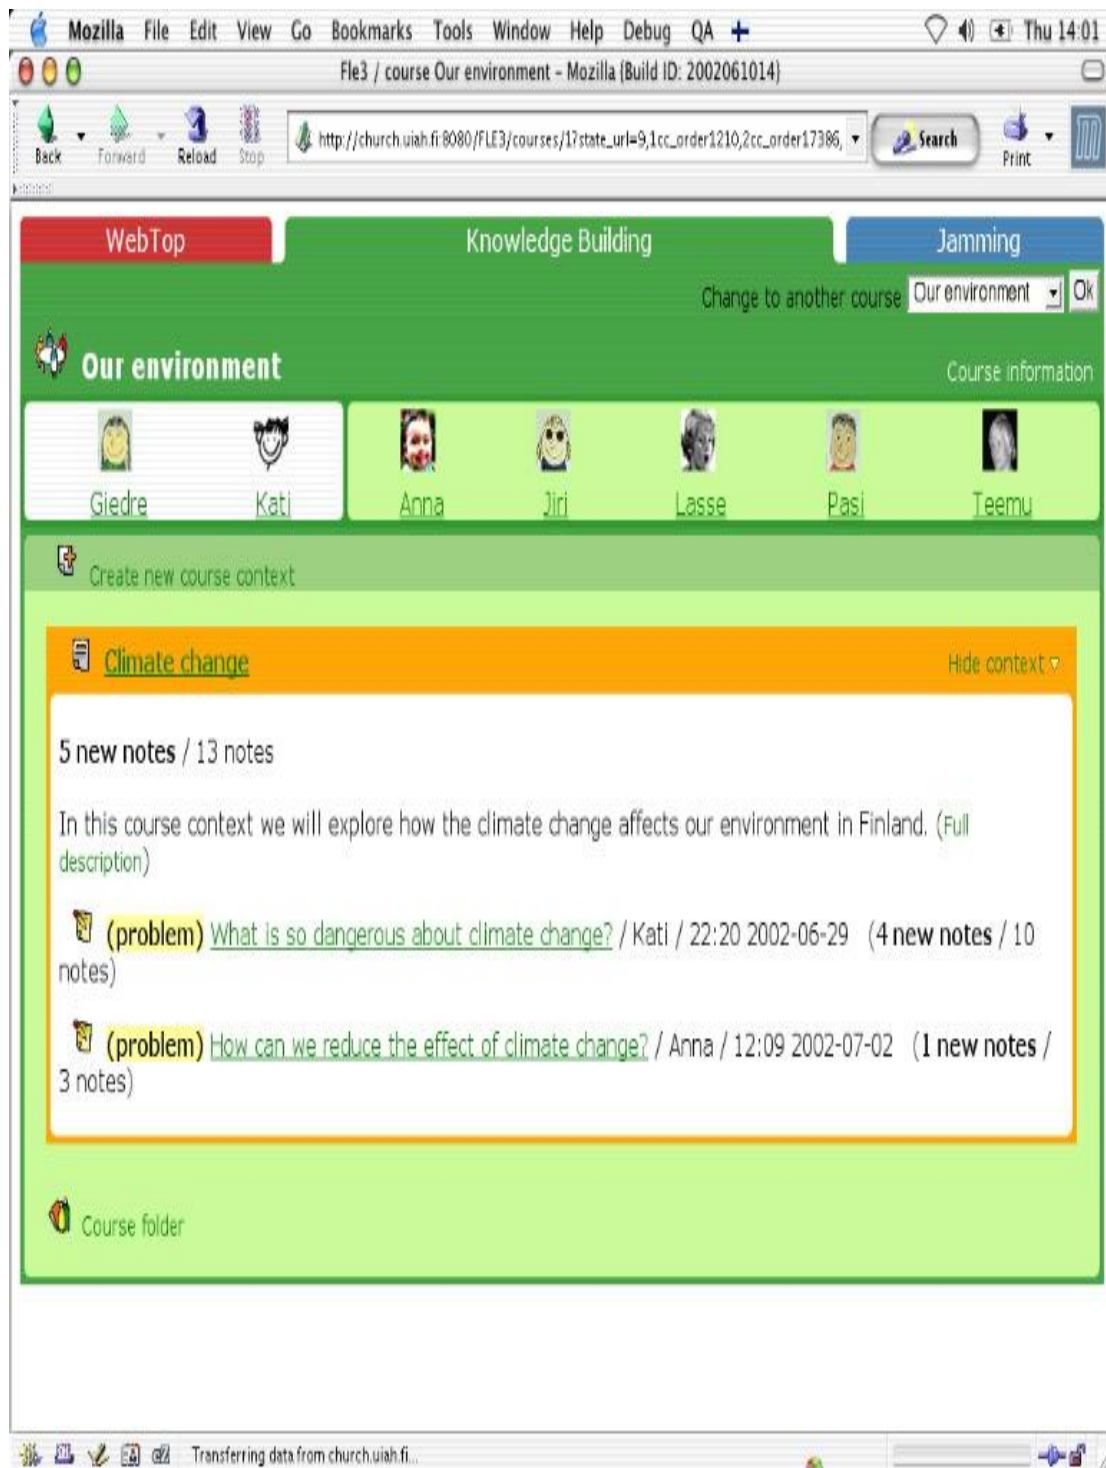 Mozilla File Edit View Go Bookmarks Tools Window Help Debug QA Thu 14:01
Fle3 / course Our environment – Mozilla (Build ID: 2002061014)
http://church.uiah.fi:8080/FLE3/courses/1?state_url=9,1cc_order1210,2cc_order17386, Search
Back Forward Reload Stop Print
WebTop Knowledge Building Jamming
Change to another course Our environment Ok
Our environment Course information
Giedre Kati Anna Jiri Lasse Pasi Teemu
Create new course context
Climate change Hide context
5 new notes / 13 notes
In this course context we will explore how the climate change affects our environment in Finland. (Full
description)
(problem) What is so dangerous about climate change? / Kati / 22:20 2002-06-29 (4 new notes / 10
notes)
(problem) How can we reduce the effect of climate change? / Anna / 12:09 2002-07-02 (1 new notes /
3 notes)
Course folder
Transferring data from church.uiah.fi...